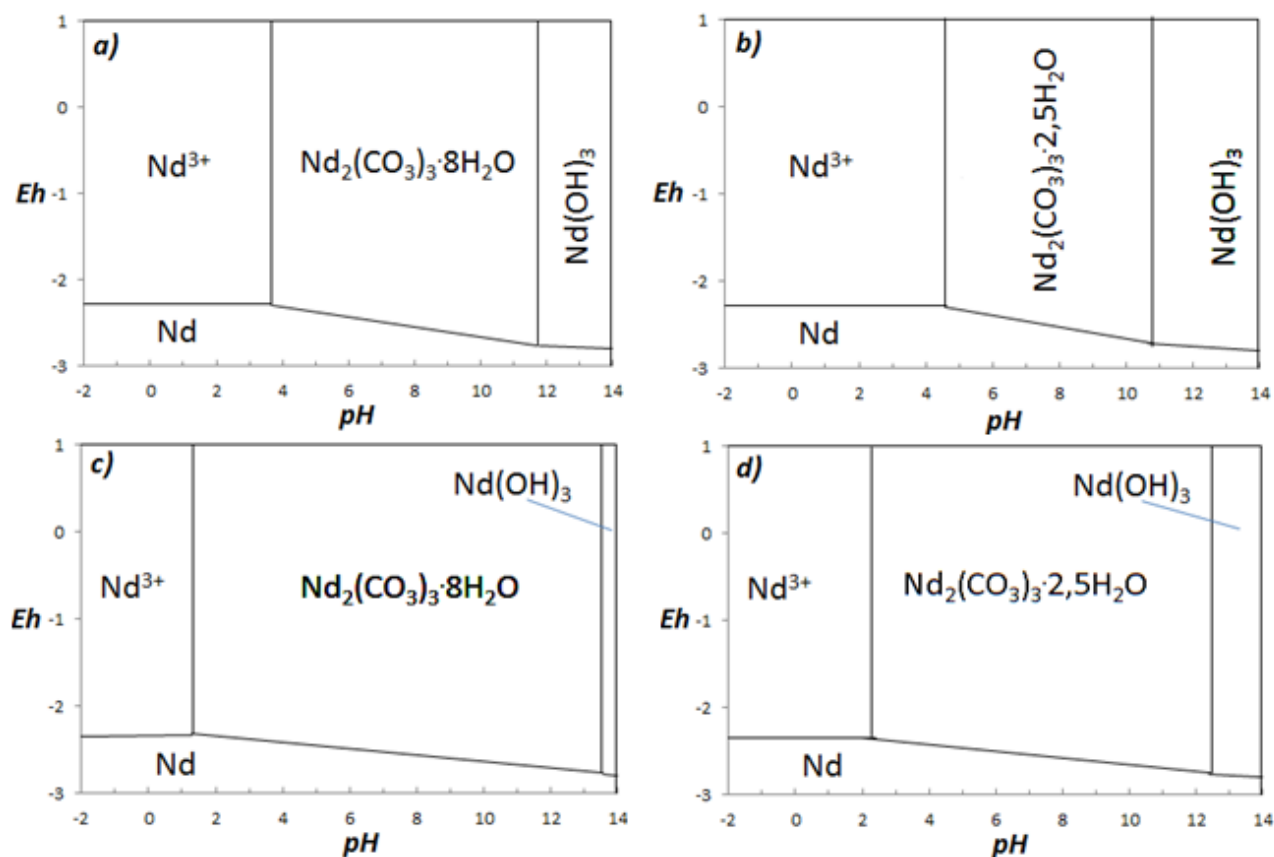 a)
1
0
-1
-2
-3
Eh
Nd³⁺
Nd₂(CO₃)₃·8H₂O
Nd(OH)₃
Nd
-2 0 2 4 6 8 10 12 14
pH
b)
1
0
-1
-2
-3
Eh
Nd³⁺
Nd₂(CO₃)₃·2,5H₂O
Nd(OH)₃
Nd
-2 0 2 4 6 8 10 12 14
pH
c)
1
0
-1
-2
-3
Eh
Nd(OH)₃
Nd³⁺
Nd₂(CO₃)₃·8H₂O
Nd
-2 0 2 4 6 8 10 12 14
pH
d)
1
0
-1
-2
-3
Eh
Nd(OH)₃
Nd³⁺
Nd₂(CO₃)₃·2,5H₂O
Nd
-2 0 2 4 6 8 10 12 14
pH